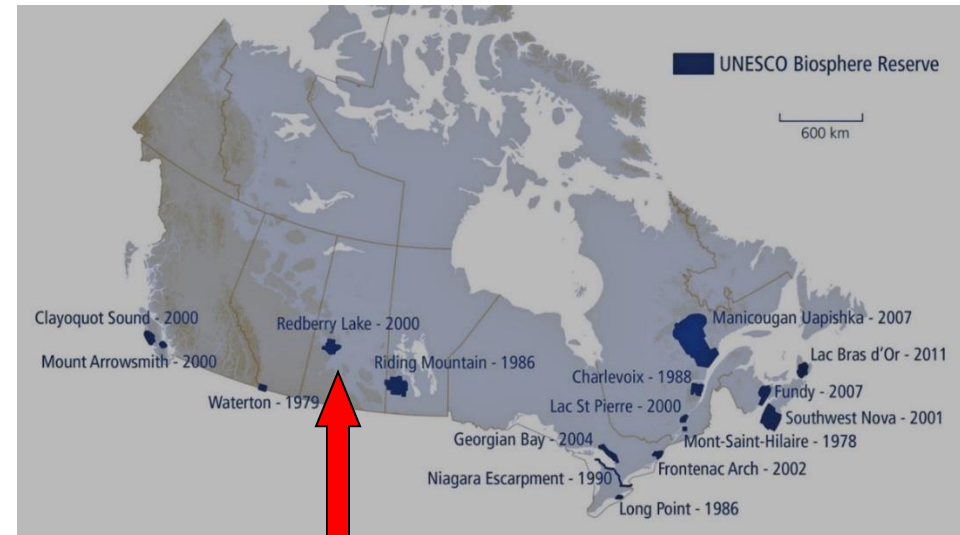 UNESCO Biosphere Reserve
600 km
Clayoquot Sound - 2000
Redberry Lake - 2000
Manicougan Uapishka - 2007
Mount Arrowsmith - 2000
Riding Mountain - 1986
Lac Bras d'Or - 2011
Charlevoix - 1988
Waterton - 1979
Fundy - 2007
Lac St Pierre - 2000
Southwest Nova - 2001
Georgian Bay - 2004
Mont-Saint-Hilaire - 1978
Niagara Escarpment - 1990
Frontenac Arch - 2002
Long Point - 1986